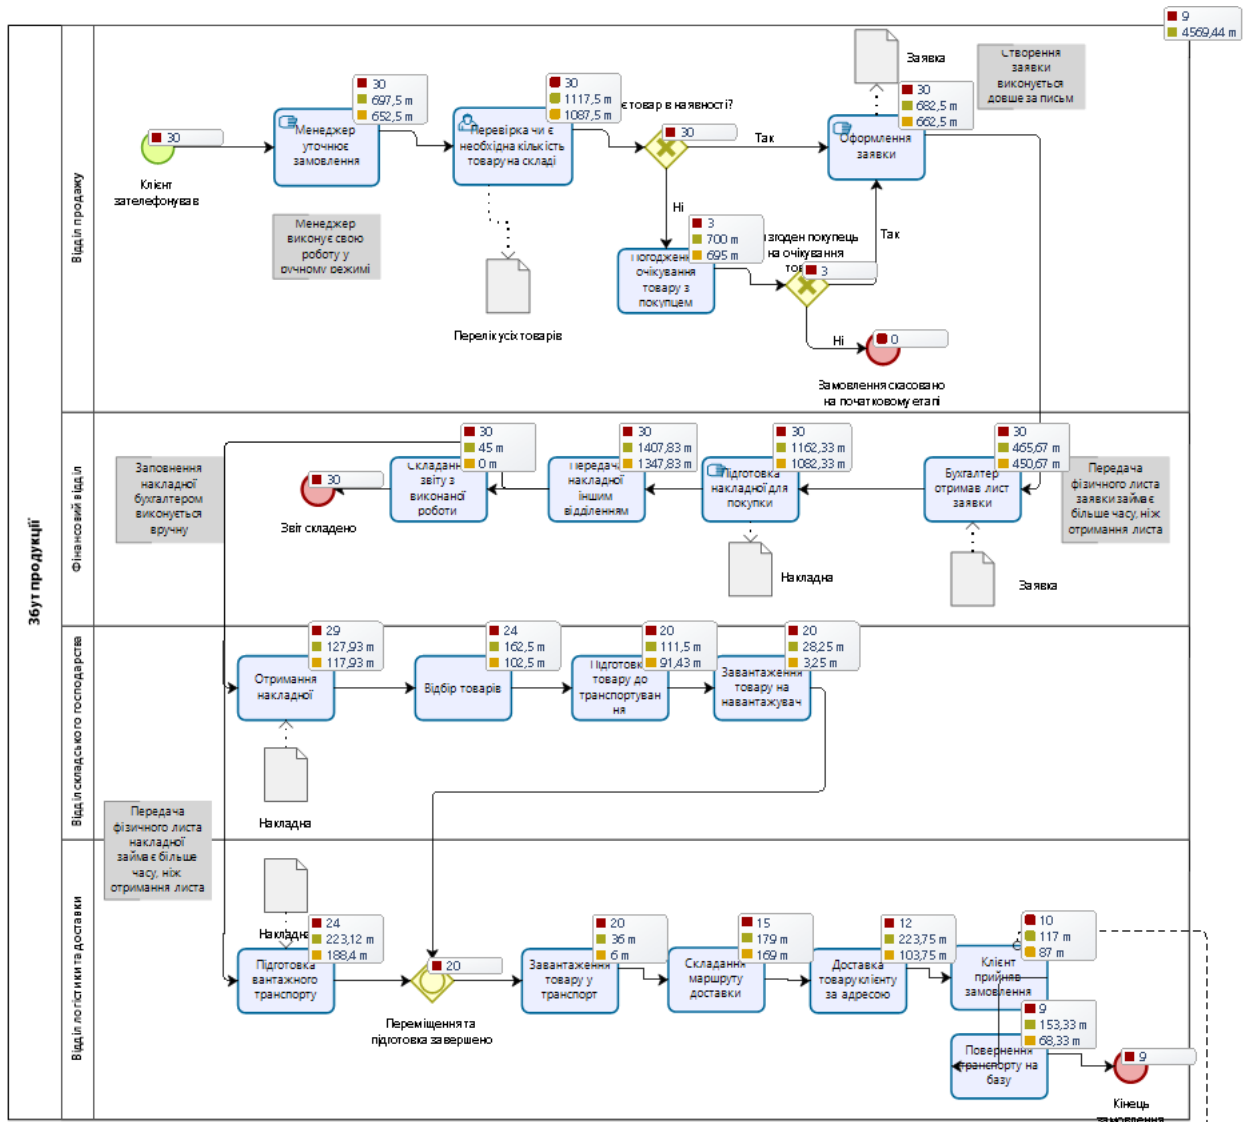 9
4569,44 m
Збут продукції
Відділ продажу
30
Клієнт
зателефонував
30
697,5 m
652,5 m
Менеджер
уточнює
замовлення
Менеджер
виконує свою
роботу у
ручному режимі
30
1117,5 m
1087,5 m
Перевірка чи є
необхідна кількість
товару на складі
Перелік усіх товарів
є товар в наявності?
30
Так
Ні
3
700 m
695 m
Погодження
очікування
товару з
покупцем
згоден покупець
на очікування
3
Так
Ні
0
Замовлення скасовано
на початковому етапі
Заявка
Створення
заявки
виконується
довше за письм
30
682,5 m
662,5 m
Оформлення
заявки
Фінансовий відділ
Заповнення
накладної
бухгалтером
виконується
вручну
30
Звіт складено
30
45 m
0 m
Складання
звіту з
виконаної
роботи
30
1407,83 m
1347,83 m
Передача
накладної
іншим
відділенням
30
1162,33 m
1082,33 m
Підготовка
накладної для
покупки
Накладна
30
465,67 m
450,67 m
Бухгалтер
отримав лист
заявки
Заявка
Передача
фізичного листа
заявки займає
більше часу, ніж
отримання листа
Відділ складського господарства
29
127,93 m
117,93 m
Отримання
накладної
Накладна
24
162,5 m
102,5 m
Відбір товарів
20
111,5 m
91,43 m
Підготовка
товару до
транспортуван
ня
20
28,25 m
3,25 m
Завантаження
товару на
навантажувач
Передача
фізичного листа
накладної
займає більше
часу, ніж
отримання листа
Відділ логістики та доставки
Накладна
24
223,12 m
188,4 m
Підготовка
вантажного
транспорту
20
Переміщення та
підготовка завершено
20
36 m
6 m
Завантаження
товару у
транспорт
15
179 m
169 m
Складання
маршруту
доставки
12
223,75 m
103,75 m
Доставка
товару клієнту
за адресою
10
117 m
87 m
Клієнт
прийняв
замовлення
9
153,33 m
68,33 m
Повернення
транспорту на
базу
9
Кінець
замовлення